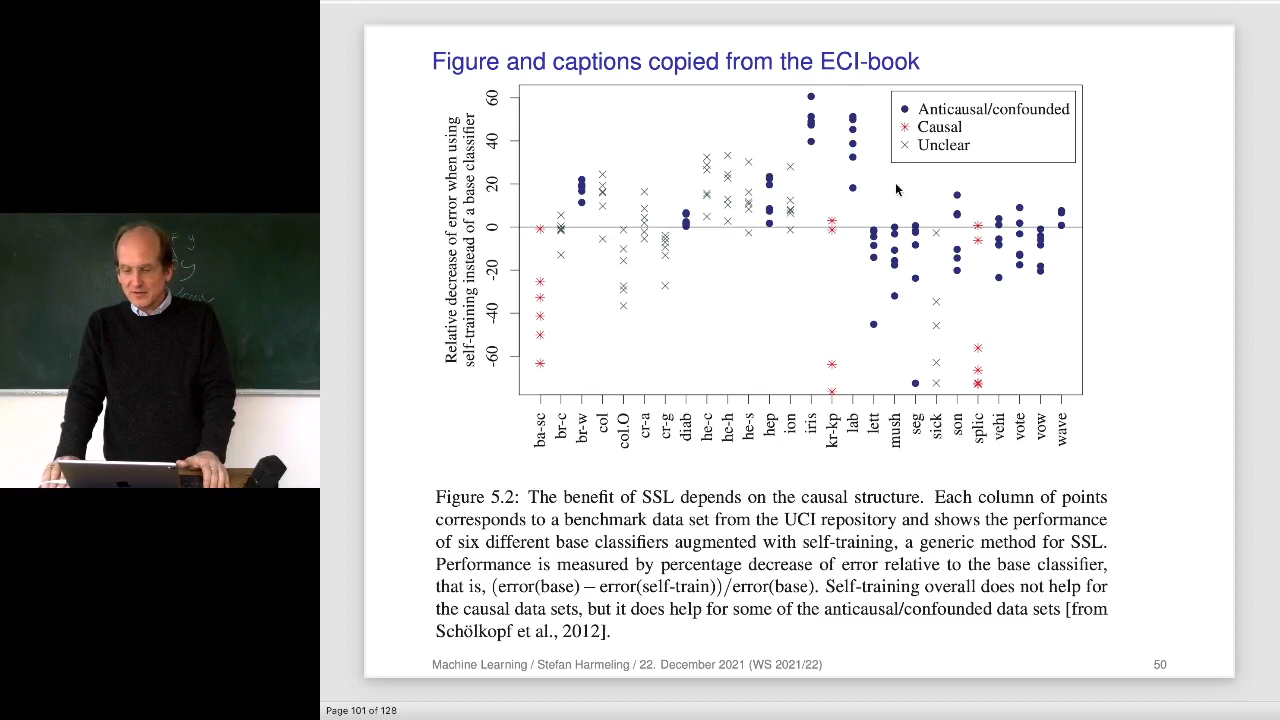 Figure and captions copied from the ECI-book
Relative decrease of error when using
self-training instead of a base classifier
60
40
20
0
-20
-40
-60
Anticausal/confounded
Causal
Unclear
ba-sc
br-c
br-w
col
col.O
cr-a
cr-g
diab
he-c
he-h
he-s
hep
ion
iris
kr-kp
lab
lett
mush
seg
sick
son
splic
vehi
vote
vow
wave
Figure 5.2: The benefit of SSL depends on the causal structure. Each column of points
corresponds to a benchmark data set from the UCI repository and shows the performance
of six different base classifiers augmented with self-training, a generic method for SSL.
Performance is measured by percentage decrease of error relative to the base classifier,
that is, (error(base) − error(self-train))/error(base). Self-training overall does not help for
the causal data sets, but it does help for some of the anticausal/confounded data sets [from
Schölkopf et al., 2012].
Machine Learning / Stefan Harmeling / 22. December 2021 (WS 2021/22)
50
Page 101 of 128